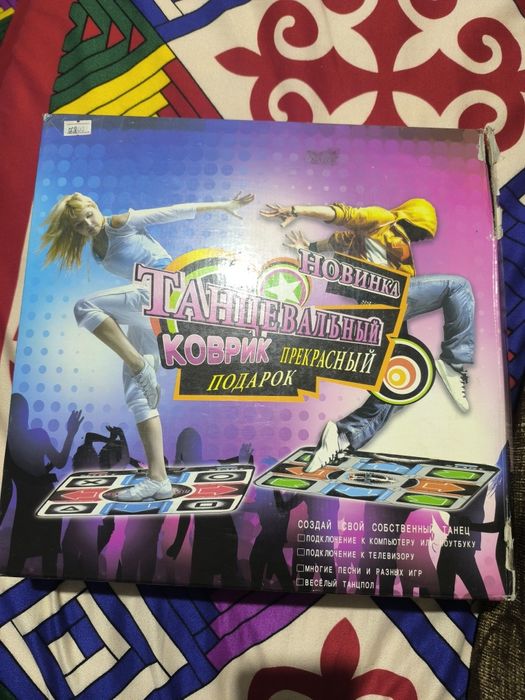 НОВИНКА
ТАНЦЕВАЛЬНЫЙ
КОВРИК ПРЕКРАСНЫЙ
ПОДАРОК
СОЗДАЙ СВОЙ СОБСТВЕННЫЙ ТАНЕЦ
ПОДКЛЮЧЕНИЕ К КОМПЬЮТЕРУ ИЛИ НОУТБУКУ
ПОДКЛЮЧЕНИЕ К ТЕЛЕВИЗОРУ
МНОГИЕ ПЕСНИ И РАЗНЫХ ИГР
ВЕСЁЛЫЙ ТАНЦПОЛ